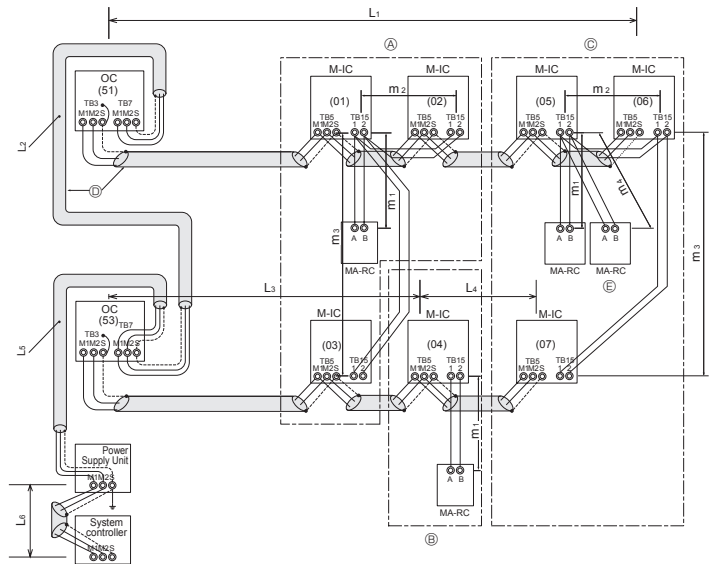 L1
Ⓐ
Ⓒ
OC
(51)
TB3
TB7
M1M2S
M1M2S
M-IC
(01)
TB5
M1M2S
TB15
1 2
m2
M-IC
(02)
TB5
M1M2S
TB15
1 2
M-IC
(05)
TB5
M1M2S
TB15
1 2
m2
M-IC
(06)
TB5
M1M2S
TB15
1 2
L2
Ⓓ
m3
m1
A B
MA-RC
m1
m4
A B
MA-RC
A B
MA-RC
Ⓔ
m3
L3
L4
OC
(53)
TB3
TB7
M1M2S
M1M2S
M-IC
(03)
TB5
M1M2S
TB15
1 2
M-IC
(04)
TB5
M1M2S
TB15
1 2
M-IC
(07)
TB5
M1M2S
TB15
1 2
L5
m1
A B
MA-RC
Ⓑ
Power
Supply Unit
M1M2S
L6
System
controller
M1M2S